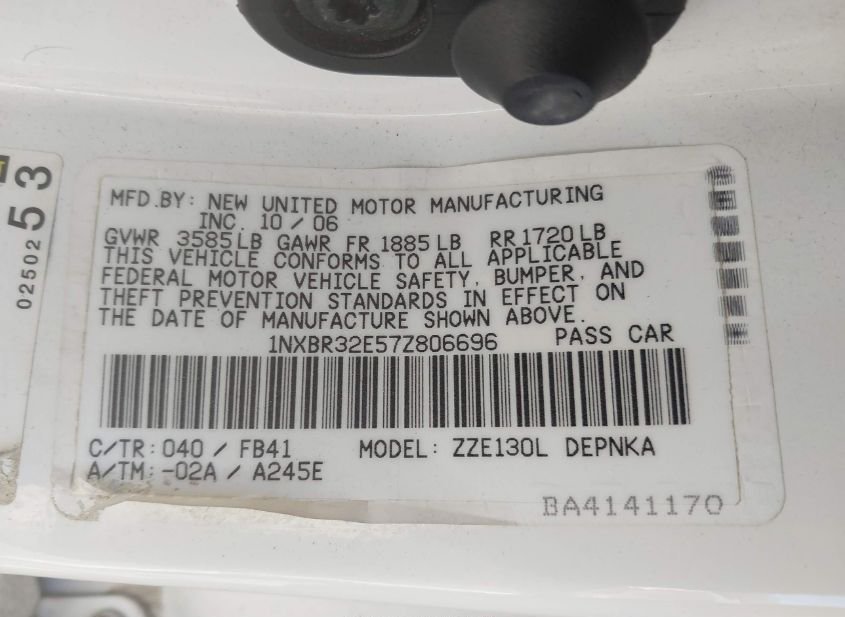 MFD.BY: NEW UNITED MOTOR MANUFACTURING
INC. 10 / 06
GVWR 3585LB GAWR FR 1885 LB RR 1720 LB
THIS VEHICLE CONFORMS TO ALL APPLICABLE
FEDERAL MOTOR VEHICLE SAFETY, BUMPER, AND
THEFT PREVENTION STANDARDS IN EFFECT ON
THE DATE OF MANUFACTURE SHOWN ABOVE.
1NXBR32E57Z806696 PASS CAR
C/TR: 040 / FB41 MODEL: ZZE130L DEPNKA
A/TM: -02A / A245E
BA4141170
02502 53